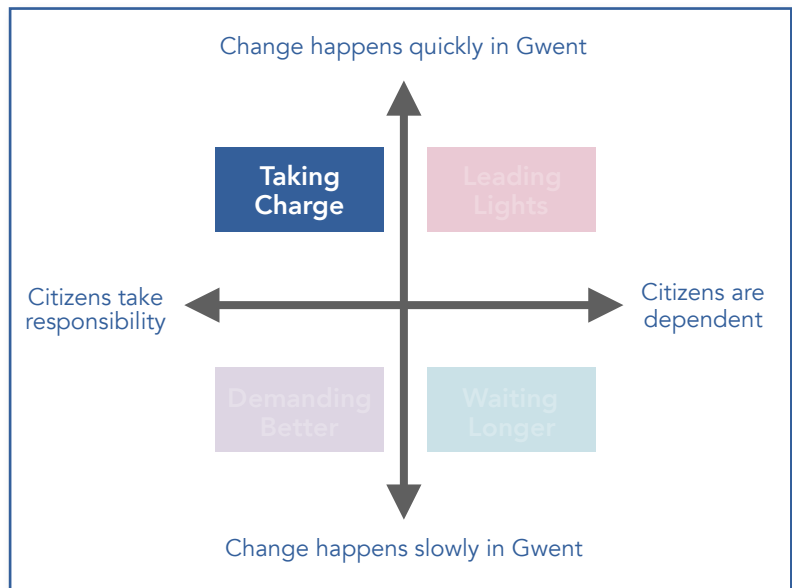 Change happens quickly in Gwent
Taking
Charge
Leading
Lights
Citizens take
responsibility
Citizens are
dependent
Demanding
Better
Waiting
Longer
Change happens slowly in Gwent